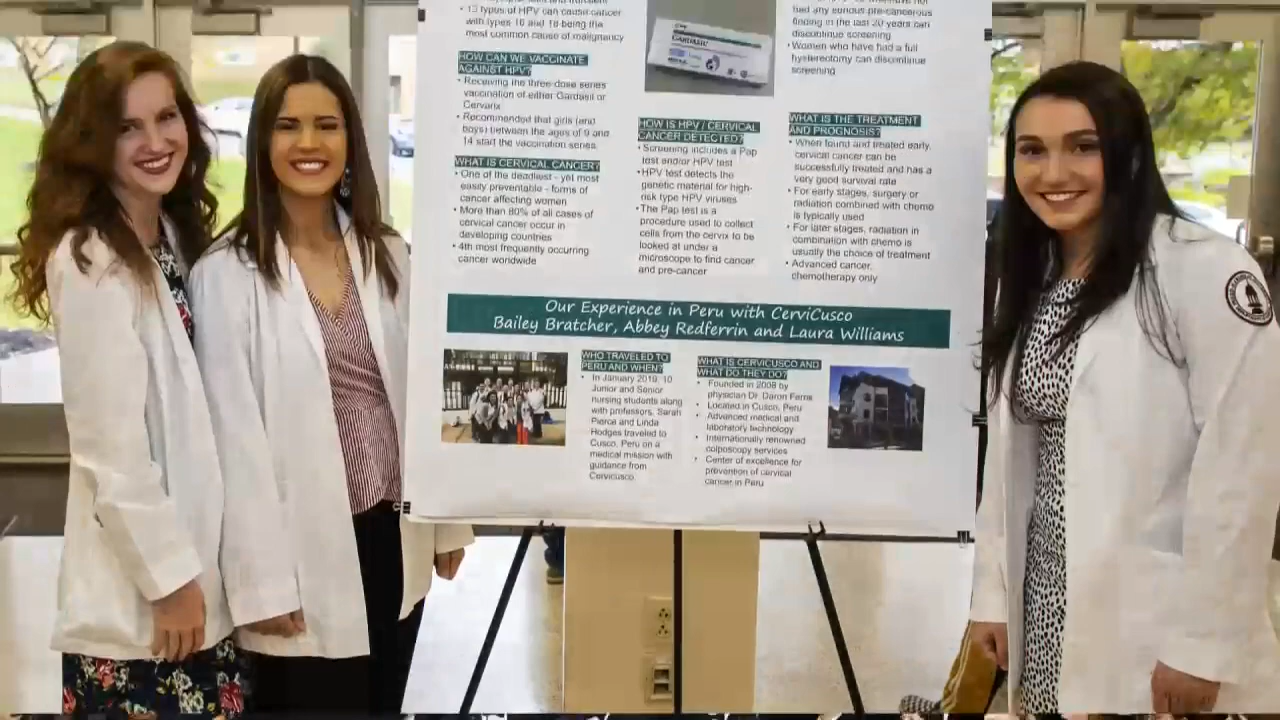 13 types of HPV can cause cancer
with types 16 and 18 being the
most common cause of malignancy
HOW CAN WE VACCINATE
AGAINST HPV?
• Receiving the three-dose series
vaccination of either Gardasil or
Cervarix
• Recommended that girls (and
boys) between the ages of 9 and
14 start the vaccination series.
WHAT IS CERVICAL CANCER?
• One of the deadliest - yet most
easily preventable - forms of
cancer affecting women
• More than 80% of all cases of
cervical cancer occur in
developing countries
• 4th most frequently occurring
cancer worldwide
GARDASIL
HOW IS HPV / CERVICAL
CANCER DETECTED?
• Screening includes a Pap
test and/or HPV test
• HPV test detects the
genetic material for high-
risk type HPV viruses
• The Pap test is a
procedure used to collect
cells from the cervix to be
looked at under a
microscope to find cancer
and pre-cancer
had any serious pre-cancerous
finding in the last 20 years can
discontinue screening
• Women who have had a full
hysterectomy can discontinue
screening
WHAT IS THE TREATMENT
AND PROGNOSIS?
• When found and treated early,
cervical cancer can be
successfully treated and has a
very good survival rate
• For early stages, surgery or
radiation combined with chemo
is typically used
• For later stages, radiation in
combination with chemo is
usually the choice of treatment
• Advanced cancer,
chemotherapy only
Our Experience in Peru with CerviCusco
Bailey Bratcher, Abbey Redferrin and Laura Williams
WHO TRAVELED TO
PERU AND WHEN?
• In January 2019, 10
Junior and Senior
nursing students along
with professors, Sarah
Pierce and Linda
Hodges traveled to
Cusco, Peru on a
medical mission with
guidance from
Cervicusco.
WHAT IS CERVICUSCO AND
WHAT DO THEY DO?
• Founded in 2008 by
physician Dr. Daron Ferris
• Located in Cusco, Peru
• Advanced medical and
laboratory technology
• Internationally renowned
colposcopy services
• Center of excellence for
prevention of cervical
cancer in Peru